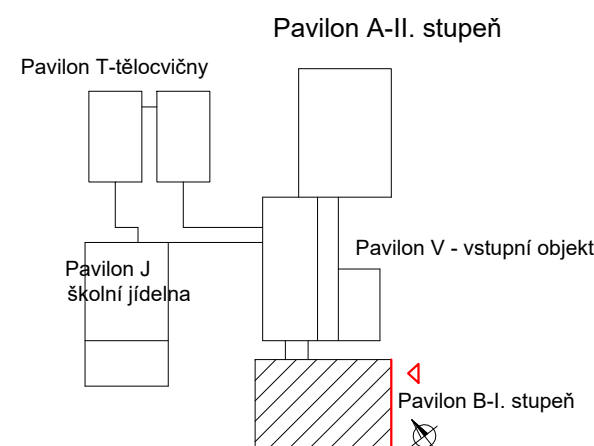 Pavilon A-II. stupeň
Pavilon T-tělocvičny
Pavilon V - vstupní objekt
Pavilon J
školní jídelna
Pavilon B-I. stupeň